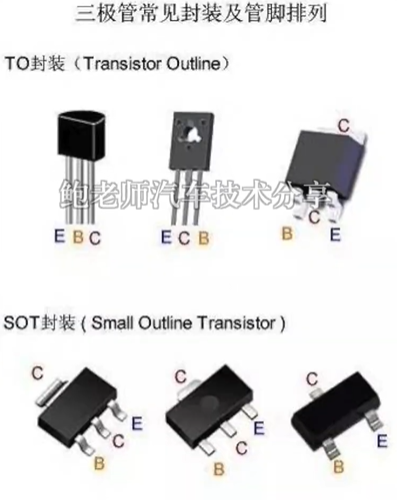 三极管常见封装及管脚排列
TO封装（Transistor Outline）
C
鲍老师汽车技术分享
E B C E C B B C E
SOT封装 ( Small Outline Transistor )
C C C
E E E
C C
B B B